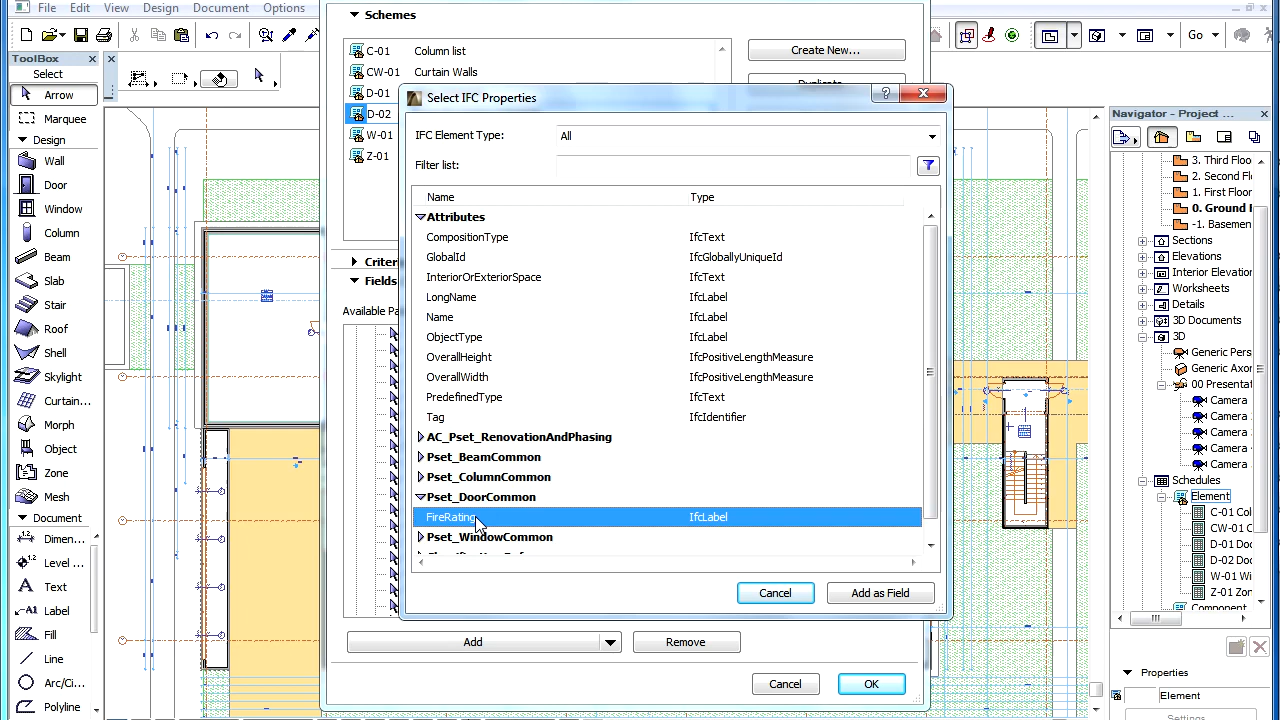 File Edit View Design Document Options
Schemes
C-01 Column list
CW-01 Curtain Walls
D-01
D-02
W-01
Z-01
Create New...
Duplicate
Go
ToolBox
Select
Arrow
Marquee
Design
Wall
Door
Window
Column
Beam
Slab
Stair
Roof
Shell
Skylight
Curtain...
Morph
Object
Zone
Mesh
Document
Dimen...
Level ...
Text
Label
Fill
Line
Arc/Ci...
Polyline
Select IFC Properties
IFC Element Type: All
Filter list:
Name Type
Attributes
CompositionType IfcText
GlobalId IfcGloballyUniqueId
InteriorOrExteriorSpace IfcText
LongName IfcLabel
Name IfcLabel
ObjectType IfcLabel
OverallHeight IfcPositiveLengthMeasure
OverallWidth IfcPositiveLengthMeasure
PredefinedType IfcText
Tag IfcIdentifier
AC_Pset_RenovationAndPhasing
Pset_BeamCommon
Pset_ColumnCommon
Pset_DoorCommon
FireRating IfcLabel
Pset_WindowCommon
Cancel Add as Field
Criter
Fields
Available Pa
Add Remove
Cancel OK
Navigator - Project ...
3. Third Floo
2. Second Fl
1. First Floor
0. Ground F
-1. Basemen
Sections
Elevations
Interior Elevation
Worksheets
Details
3D Documents
3D
Generic Pers
Generic Axon
00 Presentat
Camera
Camera
Camera
Camera
Camera
Schedules
Element
C-01 Col
CW-01 C
D-01 Doo
D-02 Doo
W-01 Wi
Z-01 Zon
Component
Properties
Element
Settings...